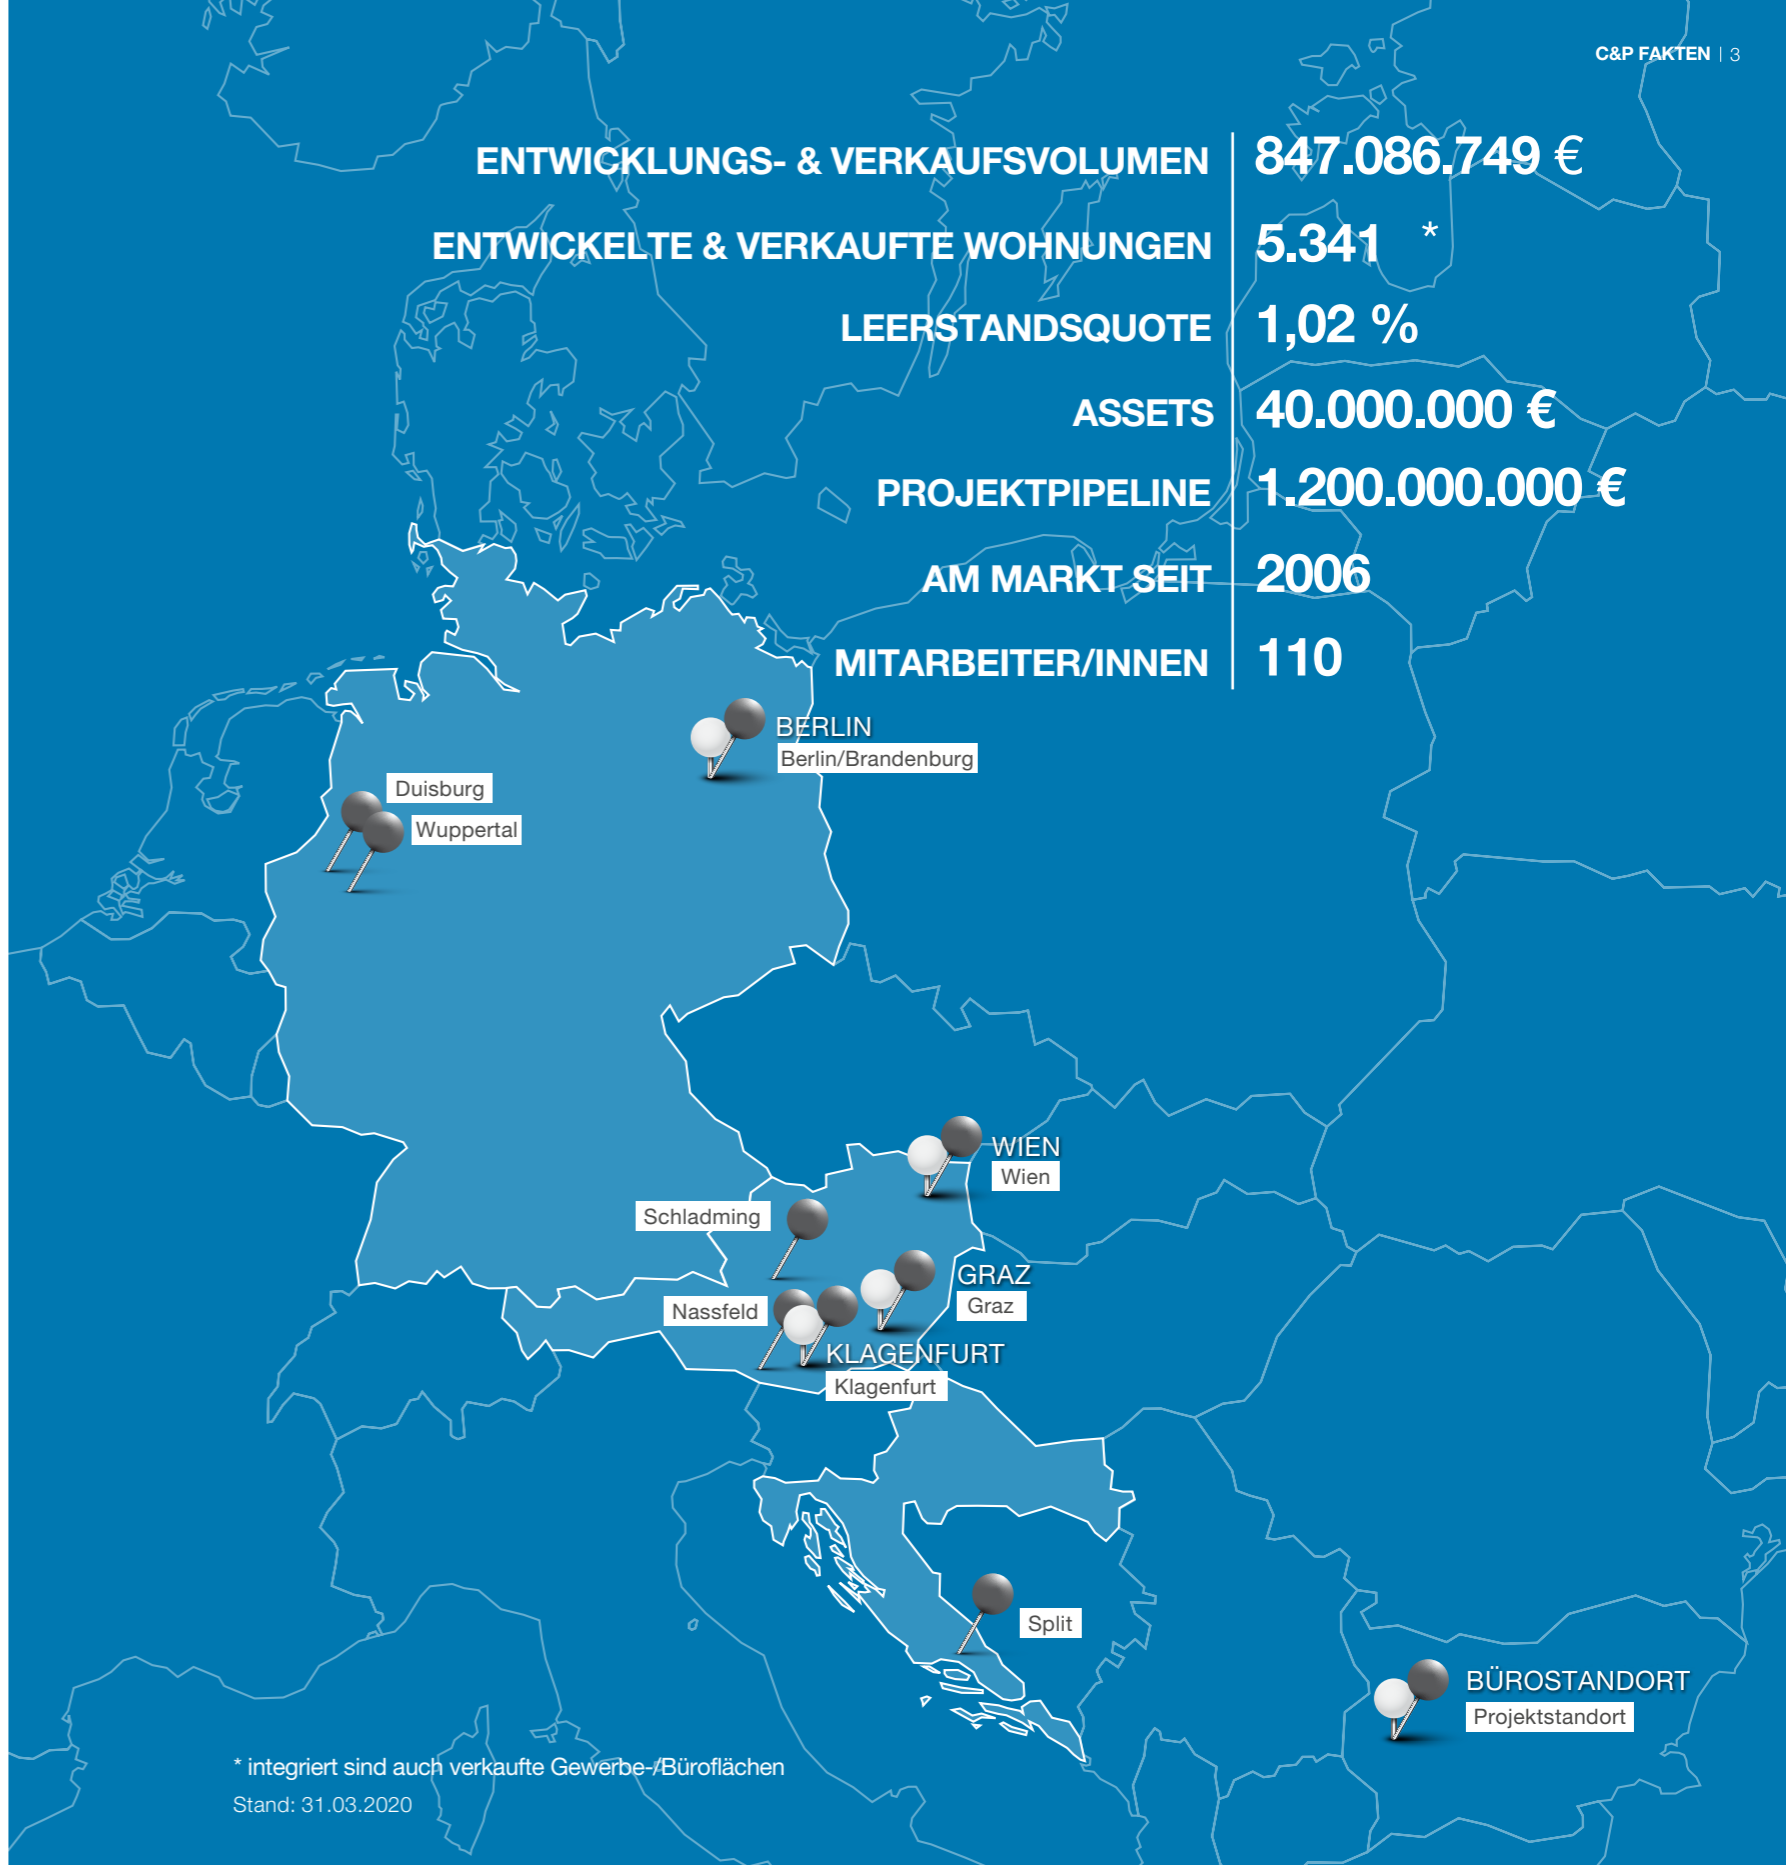 C&P FAKTEN | 3
ENTWICKLUNGS- & VERKAUFSVOLUMEN 847.086.749 €
ENTWICKELTE & VERKAUFTE WOHNUNGEN 5.341 *
LEERSTANDSQUOTE 1,02 %
ASSETS 40.000.000 €
PROJEKTPIPELINE 1.200.000.000 €
AM MARKT SEIT 2006
MITARBEITER/INNEN 110
BERLIN
Berlin/Brandenburg
Duisburg
Wuppertal
WIEN
Wien
Schladming
GRAZ
Graz
Nassfeld
KLAGENFURT
Klagenfurt
Split
BÜROSTANDORT
Projektstandort
* integriert sind auch verkaufte Gewerbe-/Büroflächen
Stand: 31.03.2020